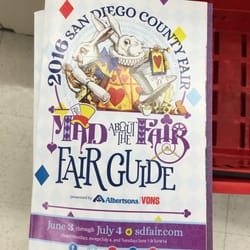 2016 SAN DIEGO COUNTY FAIR
MAD ABOUT THE FAIR
FAIR GUIDE
presented by Albertsons VONS
June 3 through July 4 sdfair.com